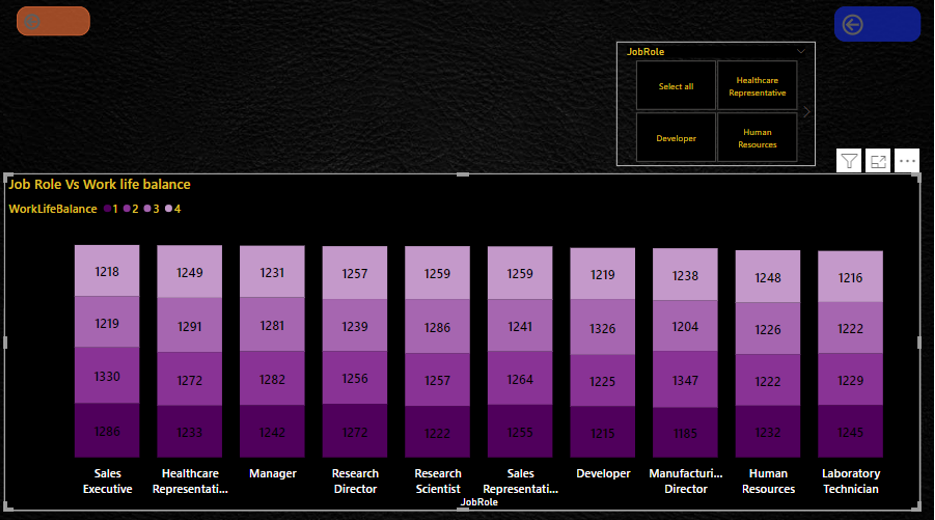 JobRole
Select all
Healthcare
Representative
Developer
Human
Resources
Job Role Vs Work life balance
WorkLifeBalance 1 2 3 4
1218 1249 1231 1257 1259 1259 1219 1238 1248 1216
1219 1291 1281 1239 1286 1241 1326 1204 1226 1222
1330 1272 1282 1256 1257 1264 1225 1347 1222 1229
1286 1233 1242 1272 1222 1255 1215 1185 1232 1245
Sales Healthcare Manager Research Research Sales Developer Manufacturi... Human Laboratory
Executive Representati... Director Scientist Representati... Director Resources Technician
JobRole